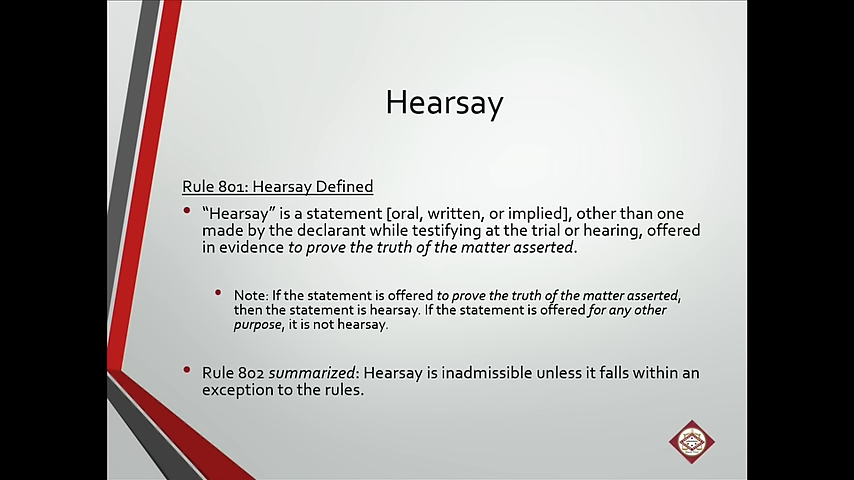 Hearsay
Rule 801: Hearsay Defined
• “Hearsay” is a statement [oral, written, or implied], other than one
made by the declarant while testifying at the trial or hearing, offered
in evidence to prove the truth of the matter asserted.
• Note: If the statement is offered to prove the truth of the matter asserted,
then the statement is hearsay. If the statement is offered for any other
purpose, it is not hearsay.
• Rule 802 summarized: Hearsay is inadmissible unless it falls within an
exception to the rules.